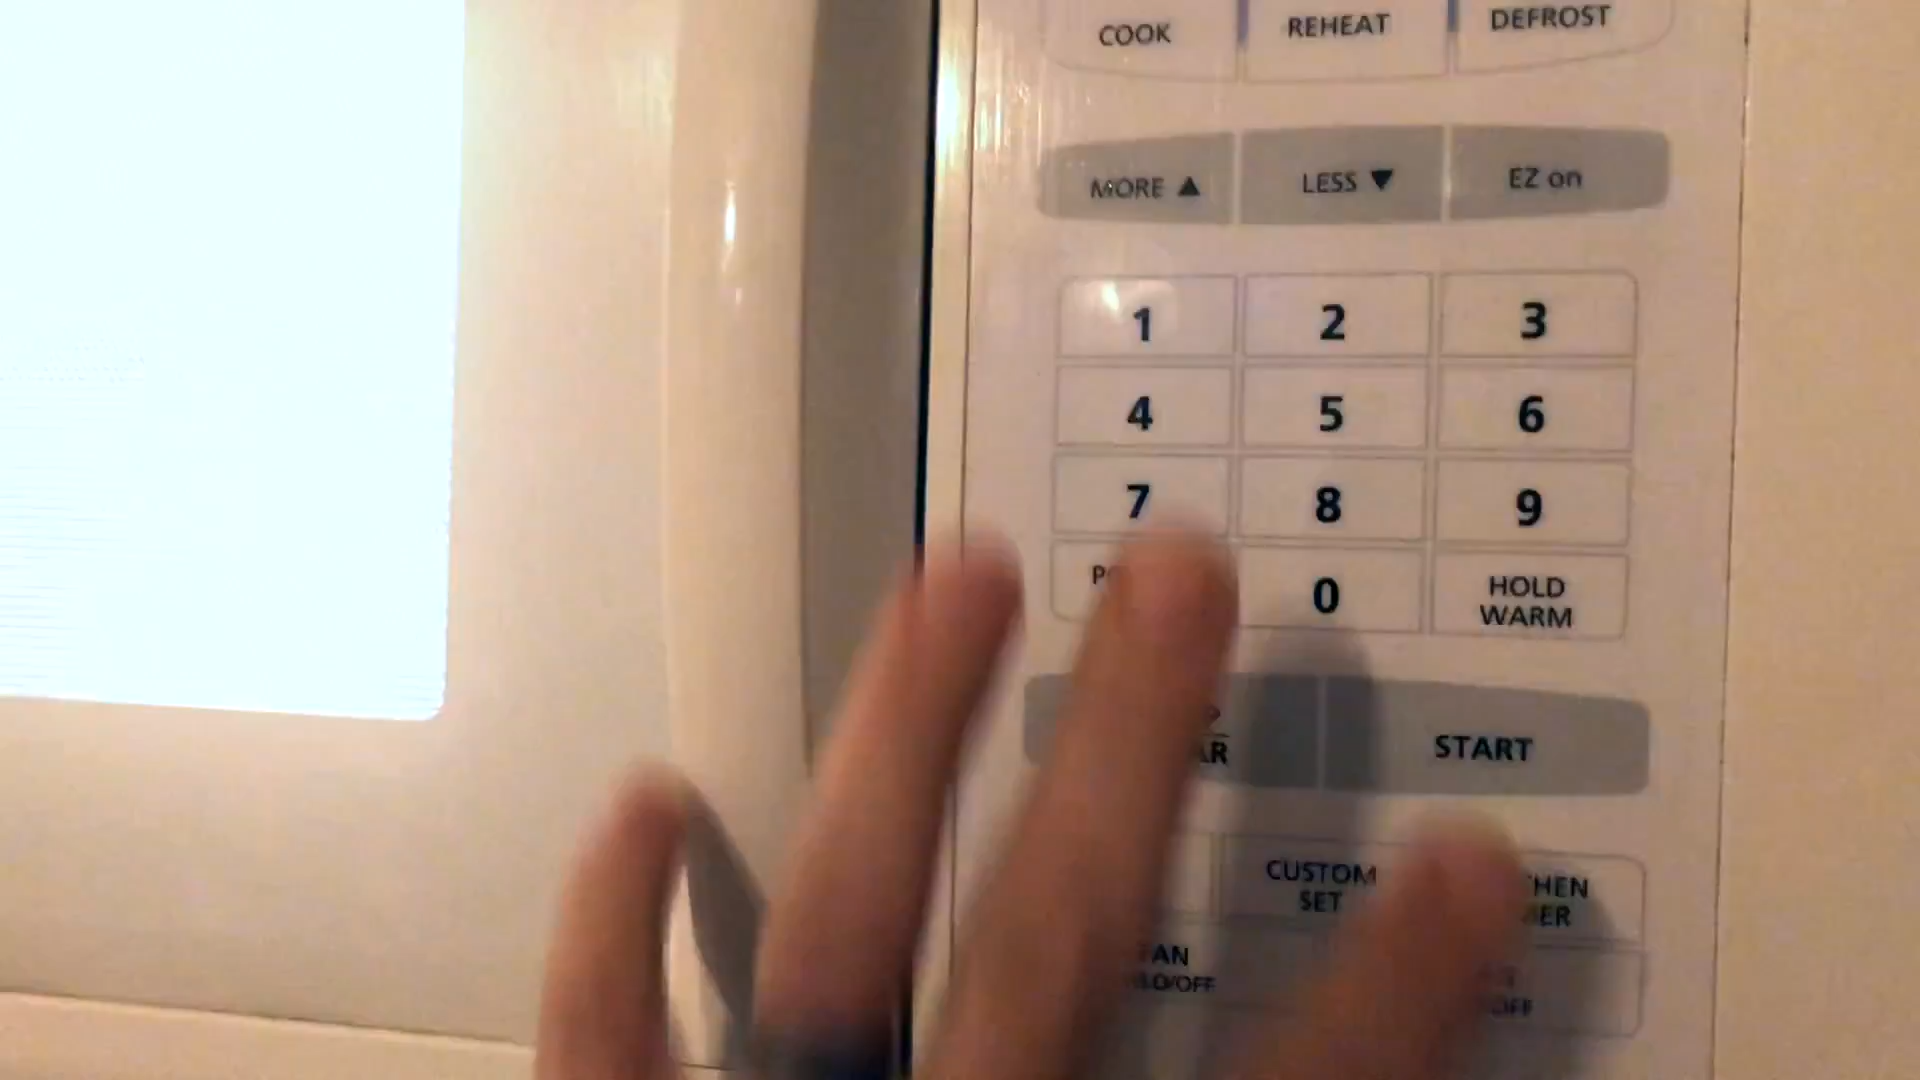 COOK REHEAT DEFROST
MORE ▲ LESS ▼ EZ on
1 2 3
4 5 6
7 8 9
0 HOLD
WARM
START
CUSTOM
SET